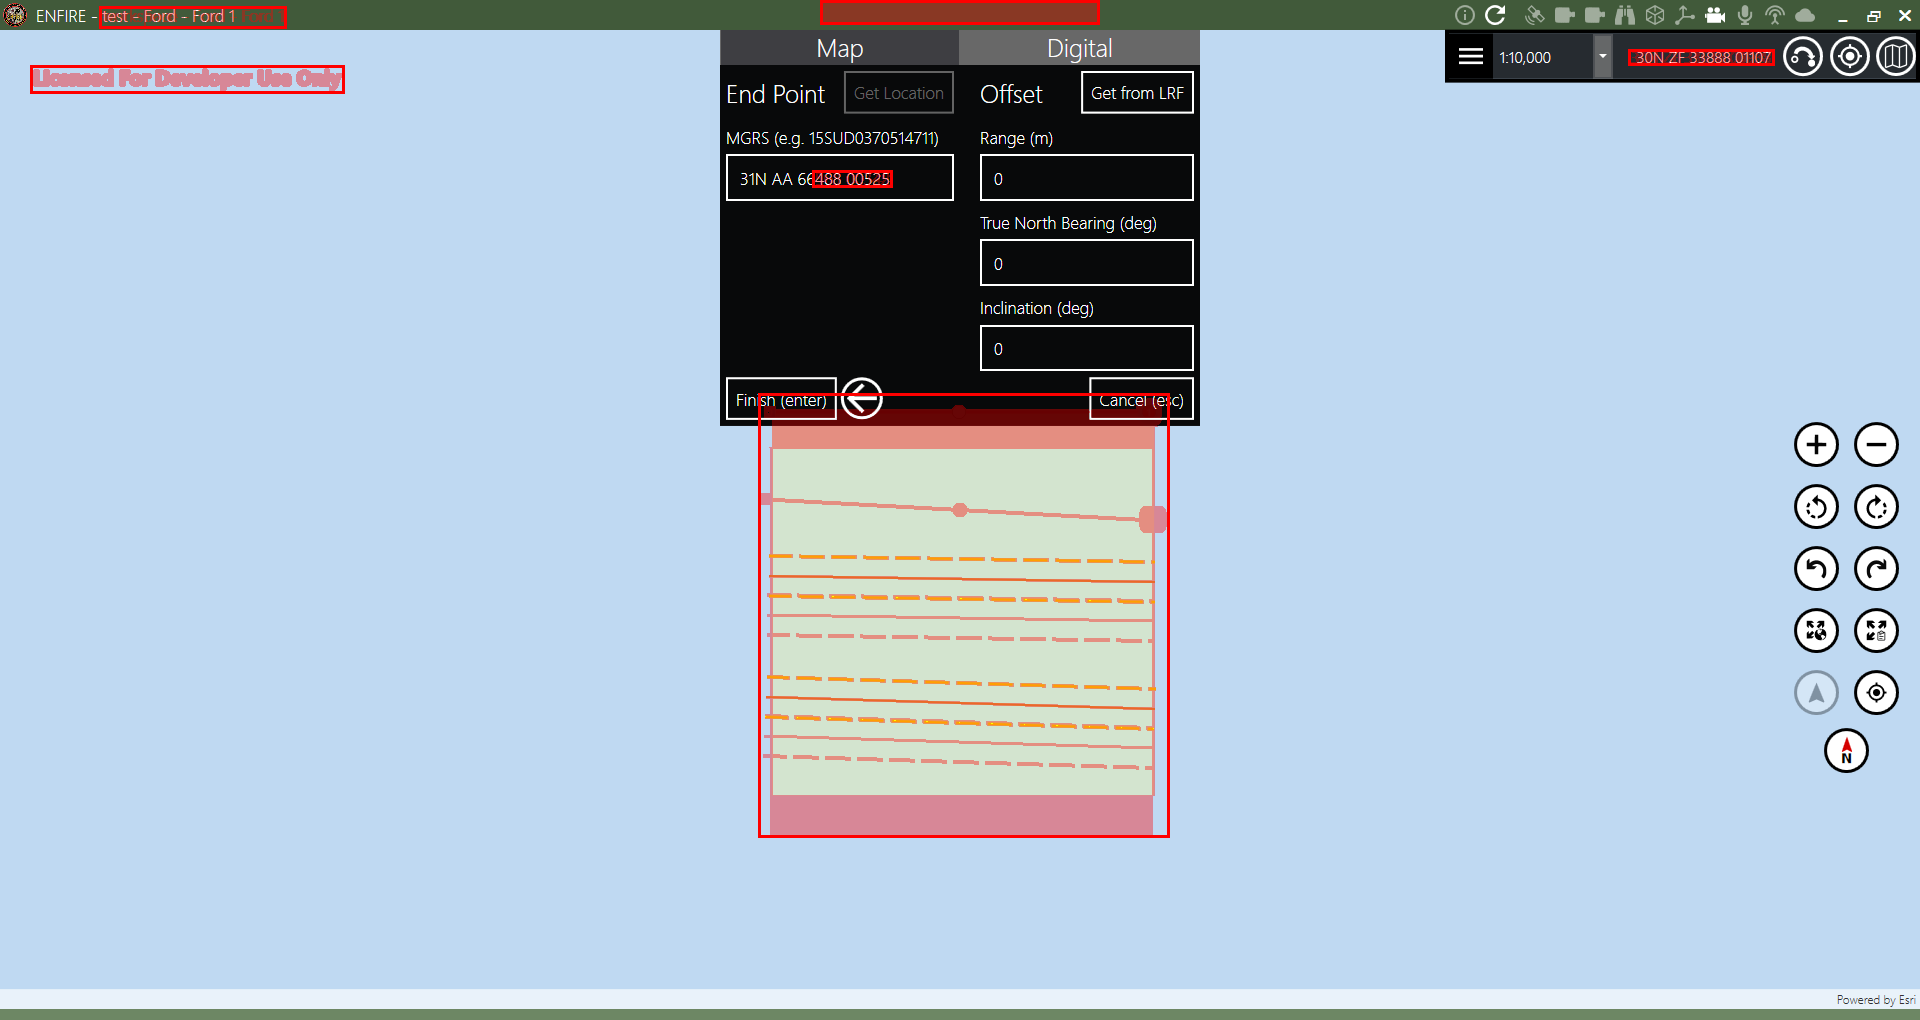 ENFIRE - test - Ford - Ford 1
Licensed For Developer Use Only
Map
Digital
1:10,000
30N ZF 33888 01107
End Point
Get Location
Offset
Get from LRF
MGRS (e.g. 15SUD0370514711)
Range (m)
31N AA 66488 00525
0
True North Bearing (deg)
0
Inclination (deg)
0
Finish (enter)
Cancel (esc)
N
Powered by Esri